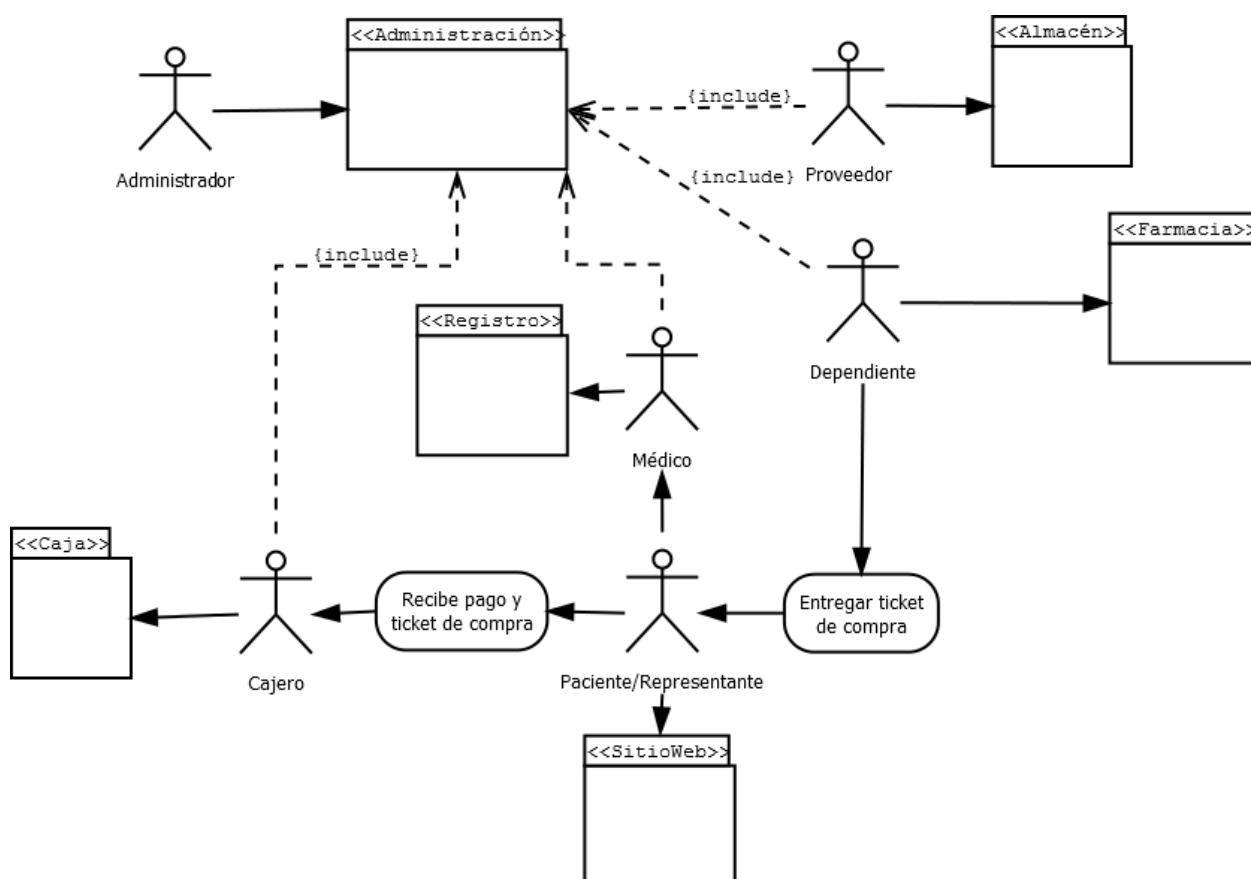 <<Administración>>
<<Almacén>>
{include}
Administrador
Proveedor
{include}
<<Farmacia>>
{include}
<<Registro>>
Dependiente
Médico
<<Caja>>
Recibe pago y
ticket de compra
Entregar ticket
de compra
Cajero
Paciente/Representante
<<SitioWeb>>